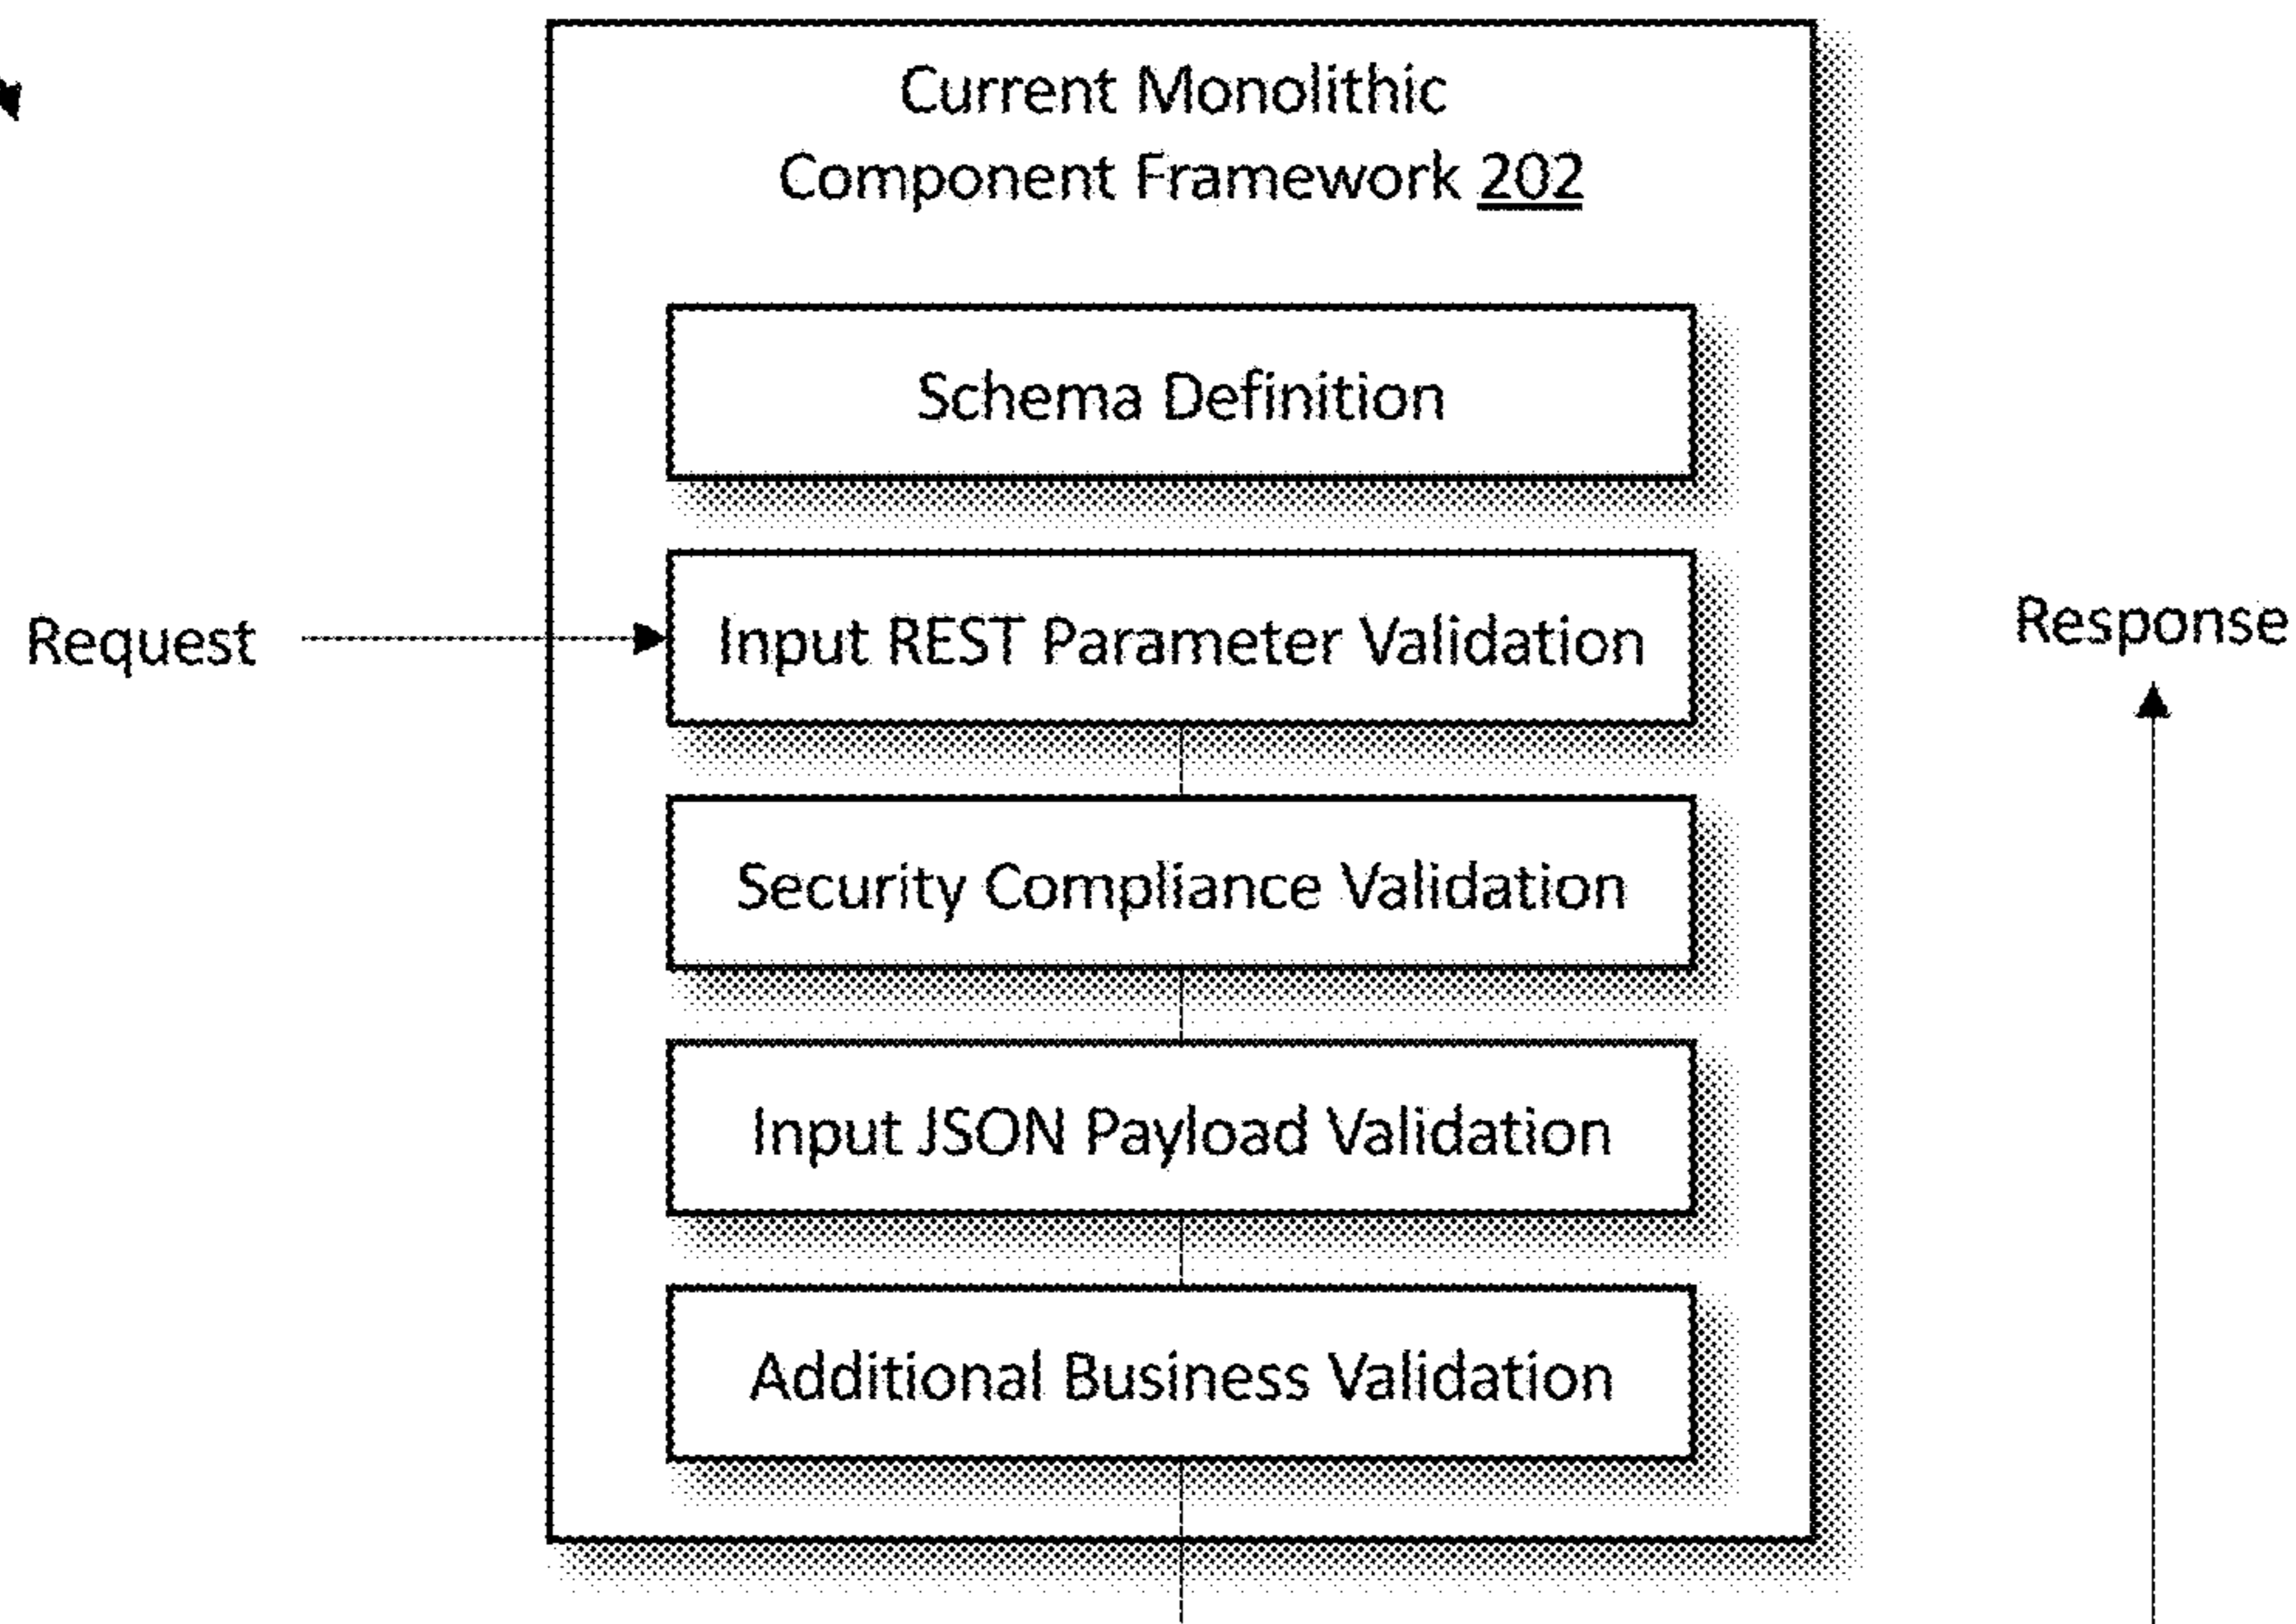 Current Monolithic
Component Framework 202
Schema Definition
Request
Input REST Parameter Validation
Response
Security Compliance Validation
Input JSON Payload Validation
Additional Business Validation